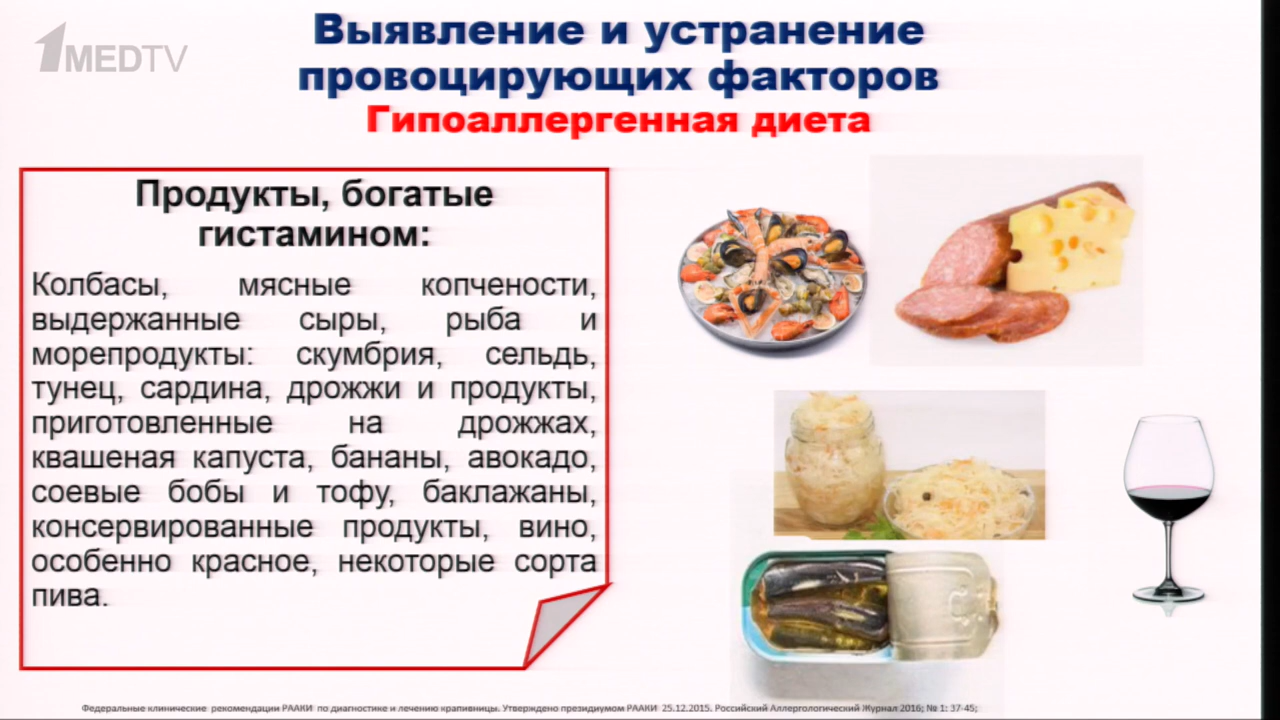 1MEDTV
Выявление и устранение
провоцирующих факторов
Гипоаллергенная диета
Продукты, богатые
гистамином:
Колбасы, мясные копчености,
выдержанные сыры, рыба и
морепродукты: скумбрия, сельдь,
тунец, сардина, дрожжи и продукты,
приготовленные на дрожжах,
квашеная капуста, бананы, авокадо,
соевые бобы и тофу, баклажаны,
консервированные продукты, вино,
особенно красное, некоторые сорта
пива.
Федеральные клинические рекомендации РААКИ по диагностике и лечению крапивницы. Утверждено президиумом РААКИ 25.12.2015. Российский Аллергологический Журнал 2016; № 1: 37-45;